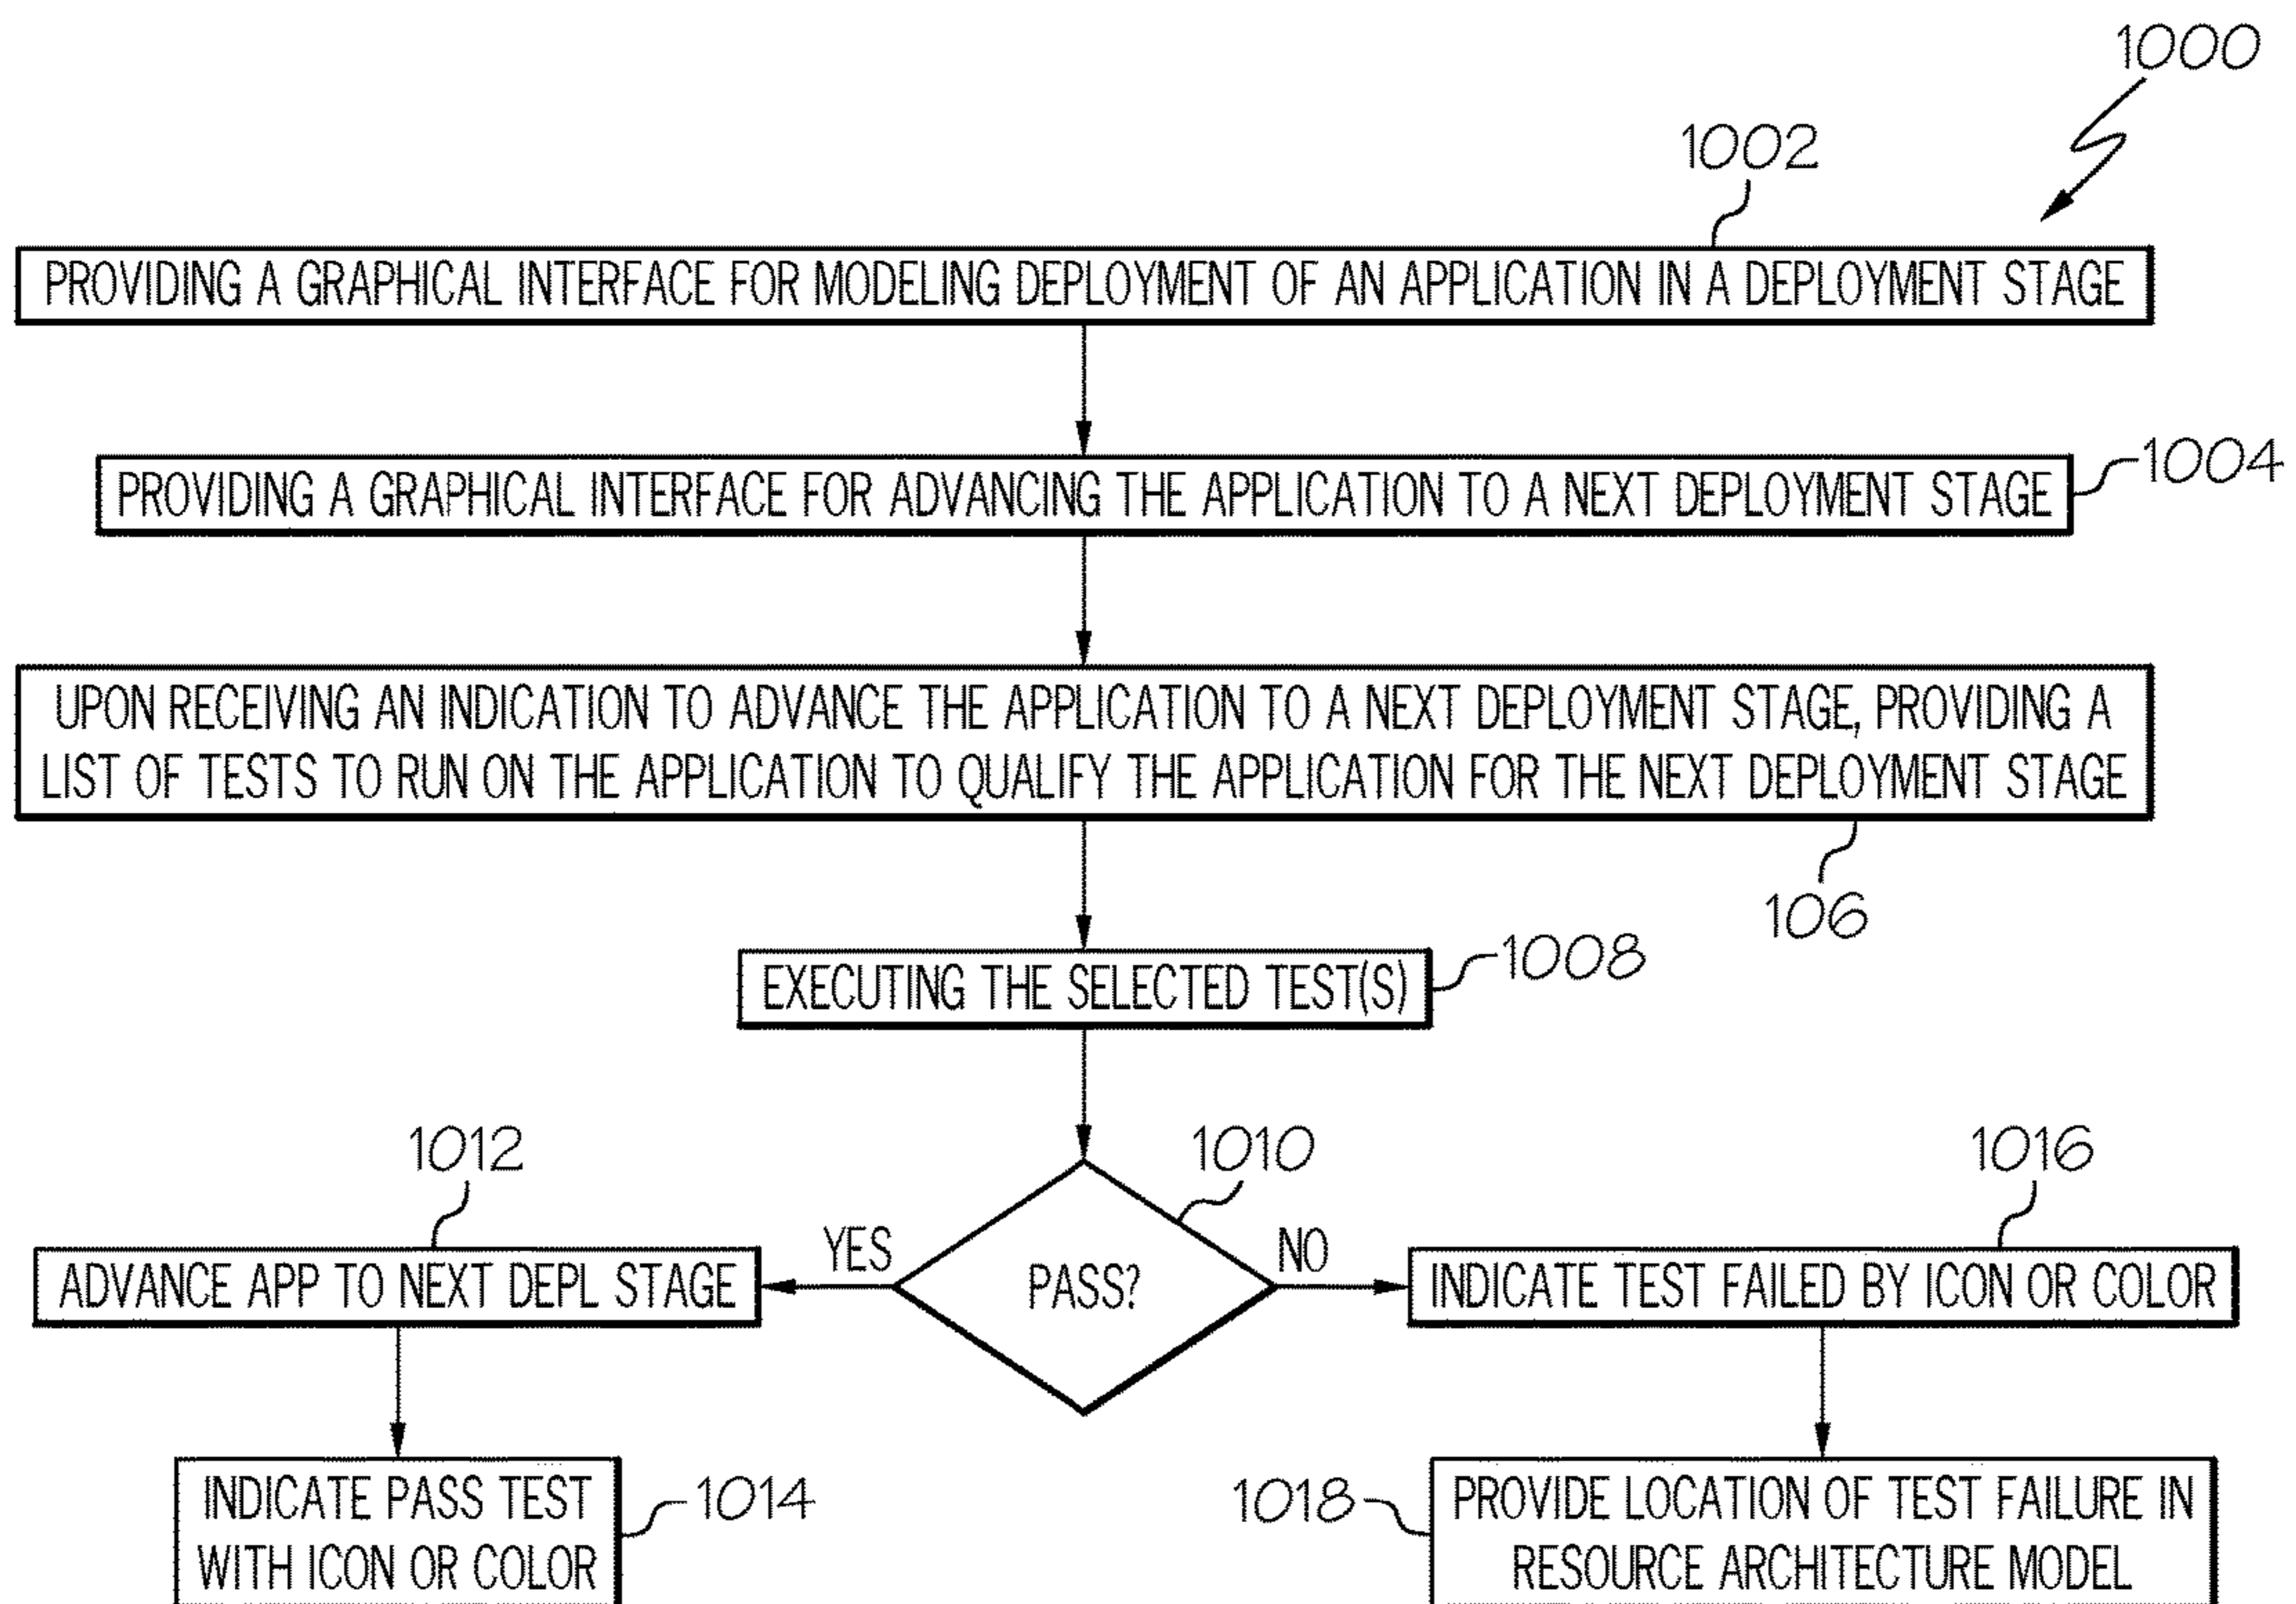 1000
1002
PROVIDING A GRAPHICAL INTERFACE FOR MODELING DEPLOYMENT OF AN APPLICATION IN A DEPLOYMENT STAGE
PROVIDING A GRAPHICAL INTERFACE FOR ADVANCING THE APPLICATION TO A NEXT DEPLOYMENT STAGE
1004
UPON RECEIVING AN INDICATION TO ADVANCE THE APPLICATION TO A NEXT DEPLOYMENT STAGE, PROVIDING A
LIST OF TESTS TO RUN ON THE APPLICATION TO QUALIFY THE APPLICATION FOR THE NEXT DEPLOYMENT STAGE
106
EXECUTING THE SELECTED TEST(S)
1008
1010
PASS?
YES
NO
1012
ADVANCE APP TO NEXT DEPL STAGE
INDICATE PASS TEST
WITH ICON OR COLOR
1014
1016
INDICATE TEST FAILED BY ICON OR COLOR
1018
PROVIDE LOCATION OF TEST FAILURE IN
RESOURCE ARCHITECTURE MODEL